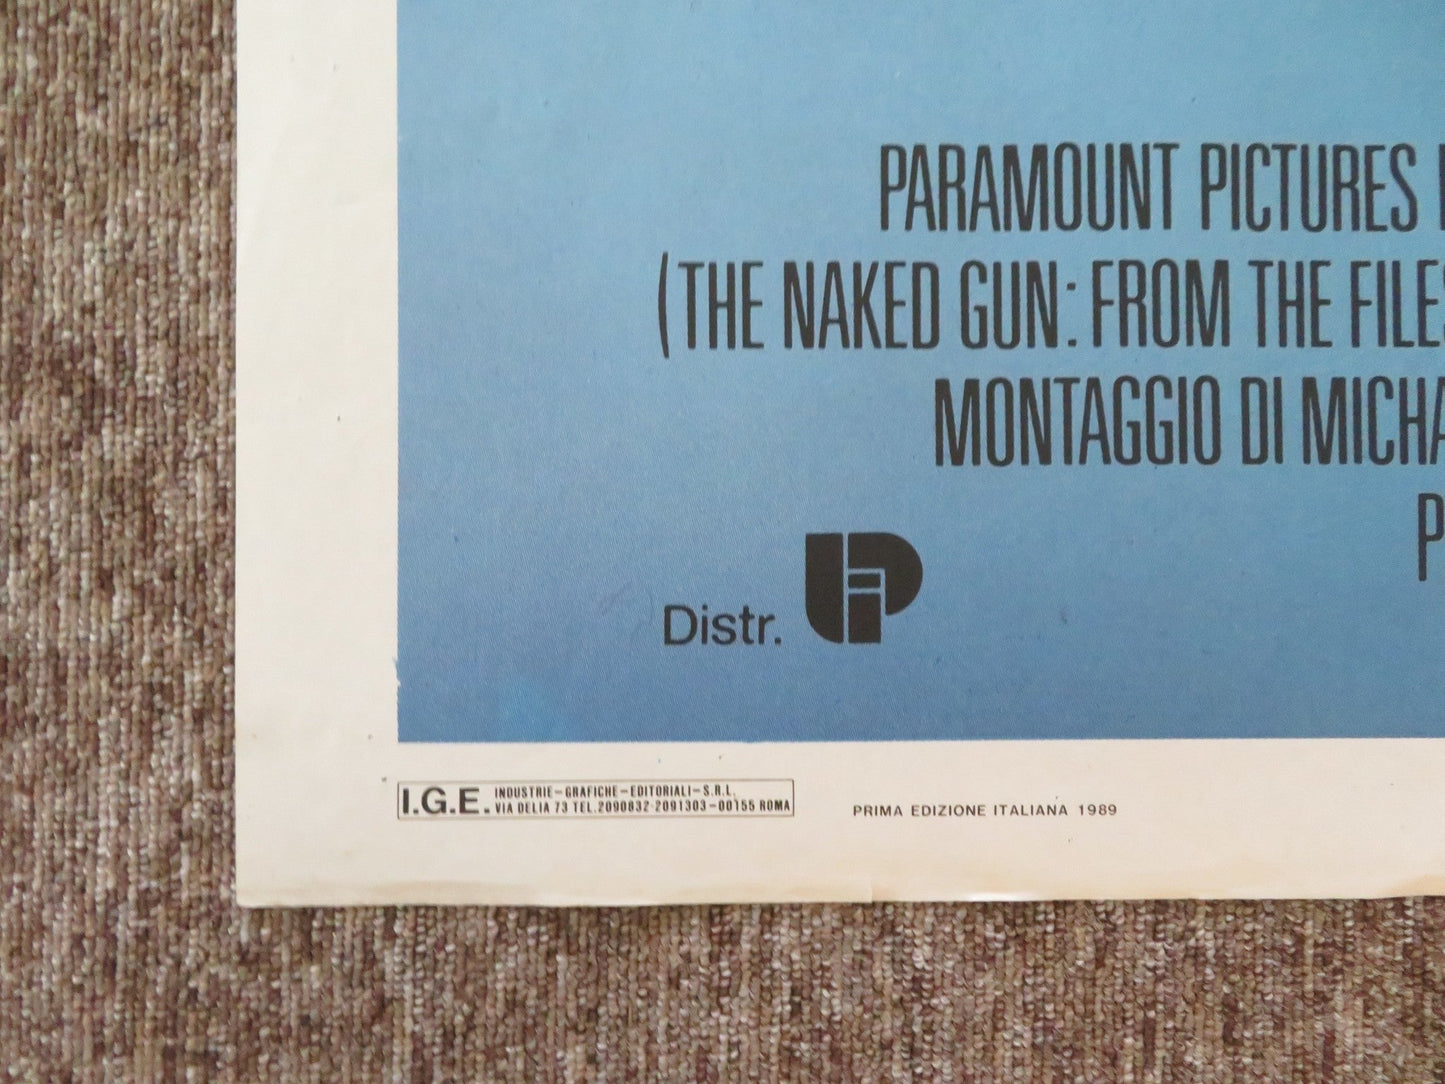 PARAMOUNT PICTURES
(THE NAKED GUN: FROM THE FILES
MONTAGGIO DI MICHA
P
Distr. UIP
I.G.E. INDUSTRIE-GRAFICHE-EDITORIALI-S.R.L.
VIA DELIA 73 TEL.2090832-2091303-00155 ROMA
PRIMA EDIZIONE ITALIANA 1989